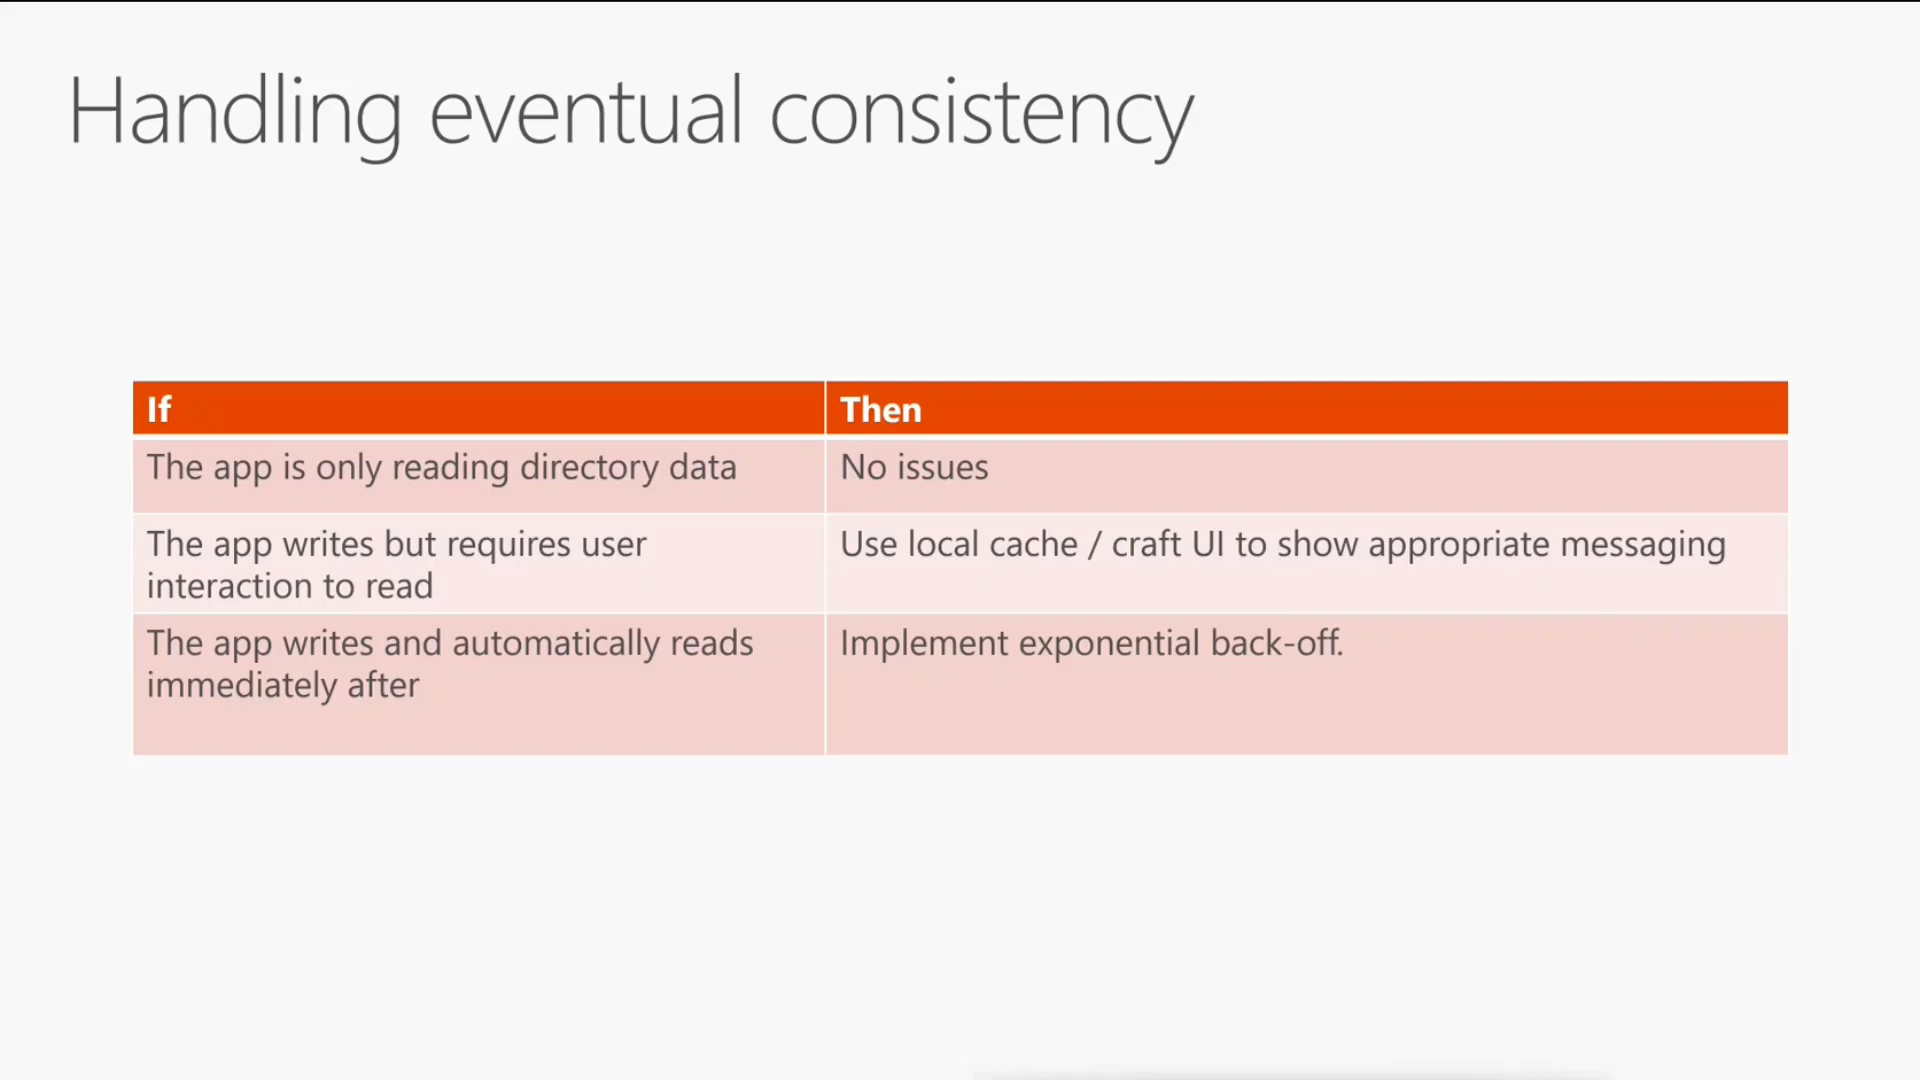 Handling eventual consistency
If
Then
The app is only reading directory data
No issues
The app writes but requires user
interaction to read
Use local cache / craft UI to show appropriate messaging
The app writes and automatically reads
immediately after
Implement exponential back-off.